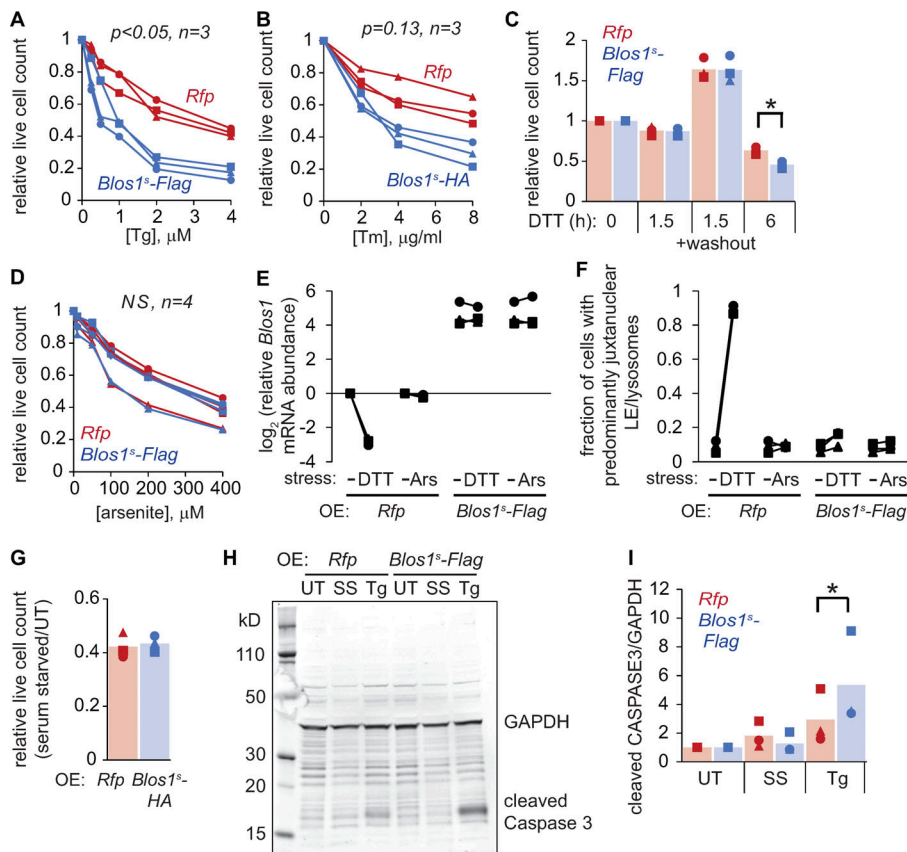 A
p<0.05, n=3
relative live cell count
1
0.8
0.6
0.4
0.2
0
Rfp
Blos1ˢ-Flag
0 1 2 3 4
[Tg], μM
B
p=0.13, n=3
relative live cell count
1
0.8
0.6
0.4
0.2
0
Rfp
Blos1ˢ-HA
0 2 4 6 8
[Tm], μg/ml
C
Rfp
Blos1ˢ-
Flag
relative live cell count
2
1.5
1
0.5
0
*
DTT (h): 0 1.5 1.5 6
+washout
D
NS, n=4
relative live cell count
1
0.8
0.6
0.4
0.2
0
Rfp
Blos1ˢ-Flag
0 100 200 300 400
[arsenite], μM
E
log₂ (relative Blos1
mRNA abundance)
6
4
2
0
-2
-4
stress: - DTT - Ars - DTT - Ars
OE: Rfp Blos1ˢ-Flag
F
fraction of cells with
predominantly juxtanuclear
LE/lysosomes
1
0.8
0.6
0.4
0.2
0
stress: - DTT - Ars - DTT - Ars
OE: Rfp Blos1ˢ-Flag
G
relative live cell count
(serum starved/UT)
0.6
0.4
0.2
0
OE: Rfp Blos1ˢ-
HA
H
OE: Rfp Blos1ˢ-Flag
UT SS Tg UT SS Tg
kD
110
50
30
20
15
GAPDH
cleaved
Caspase 3
I
cleaved CASPASE3/GAPDH
12
10
8
6
4
2
0
Rfp
Blos1ˢ-
Flag
*
UT SS Tg